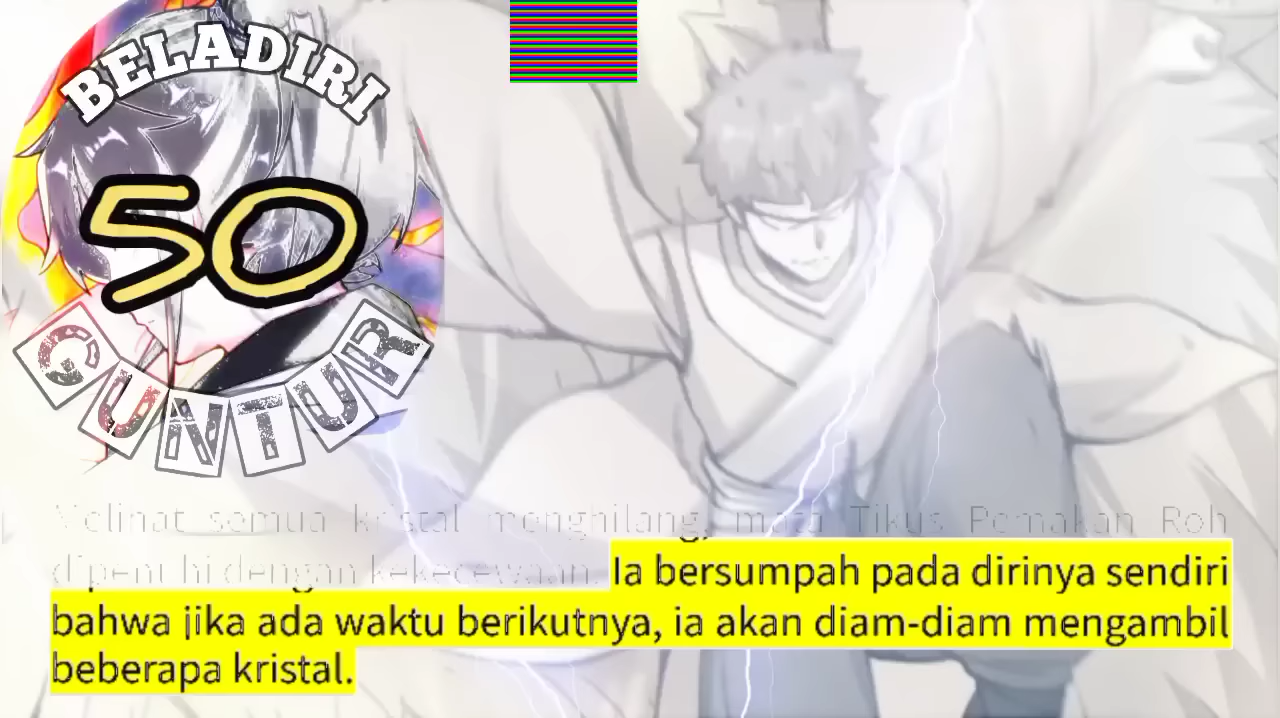 BELADIRI
50
GUNTUR
semua kristal menghilang, mata Tikus Pemakan Roh
dipenuhi dengan kekecewaan. Ia bersumpah pada dirinya sendiri
bahwa jika ada waktu berikutnya, ia akan diam-diam mengambil
beberapa kristal.